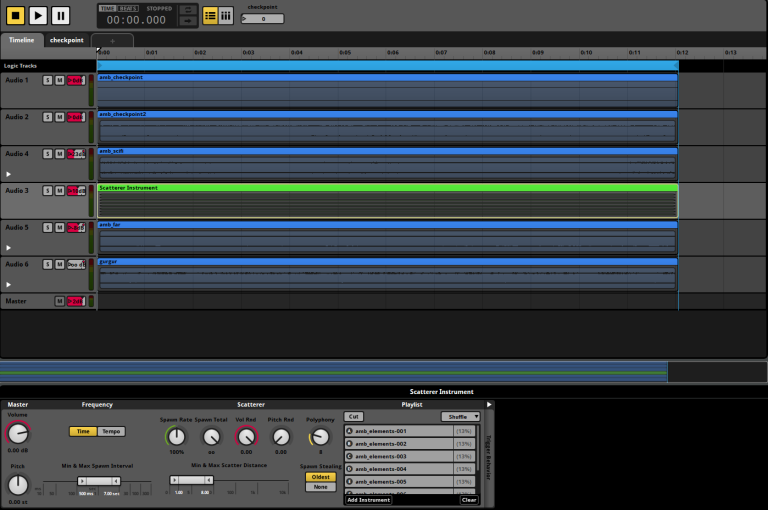 TIME BEATS STOPPED
00:00.000
checkpoint
0
Timeline checkpoint +
0:00 0:01 0:02 0:03 0:04 0:05 0:06 0:07 0:08 0:09 0:10 0:11 0:12 0:13
Logic Tracks
Audio 1 S M amb_checkpoint
Audio 2 S M amb_checkpoint2
Audio 4 S M amb_scifi
Audio 3 S M Scatterer Instrument
Audio 5 S M amb_far
Audio 6 S M gurgur
Master M
Scatterer Instrument
Master Frequency Scatterer Playlist
Volume
0.00 dB
Pitch
0.00 st
Time Tempo
Min & Max Spawn Interval
500 ms 7.00 sec
Spawn Rate Spawn Total Vol Rnd Pitch Rnd Polyphony
100% oo 0.00 0.00 8
Min & Max Scatter Distance
1.00 8.00
Spawn Stealing
Oldest
None
Cut Shuffle
amb_elements-001 (13%)
amb_elements-002 (13%)
amb_elements-003 (13%)
amb_elements-004 (13%)
amb_elements-005 (13%)
Add Instrument Clear
Trigger Behavior